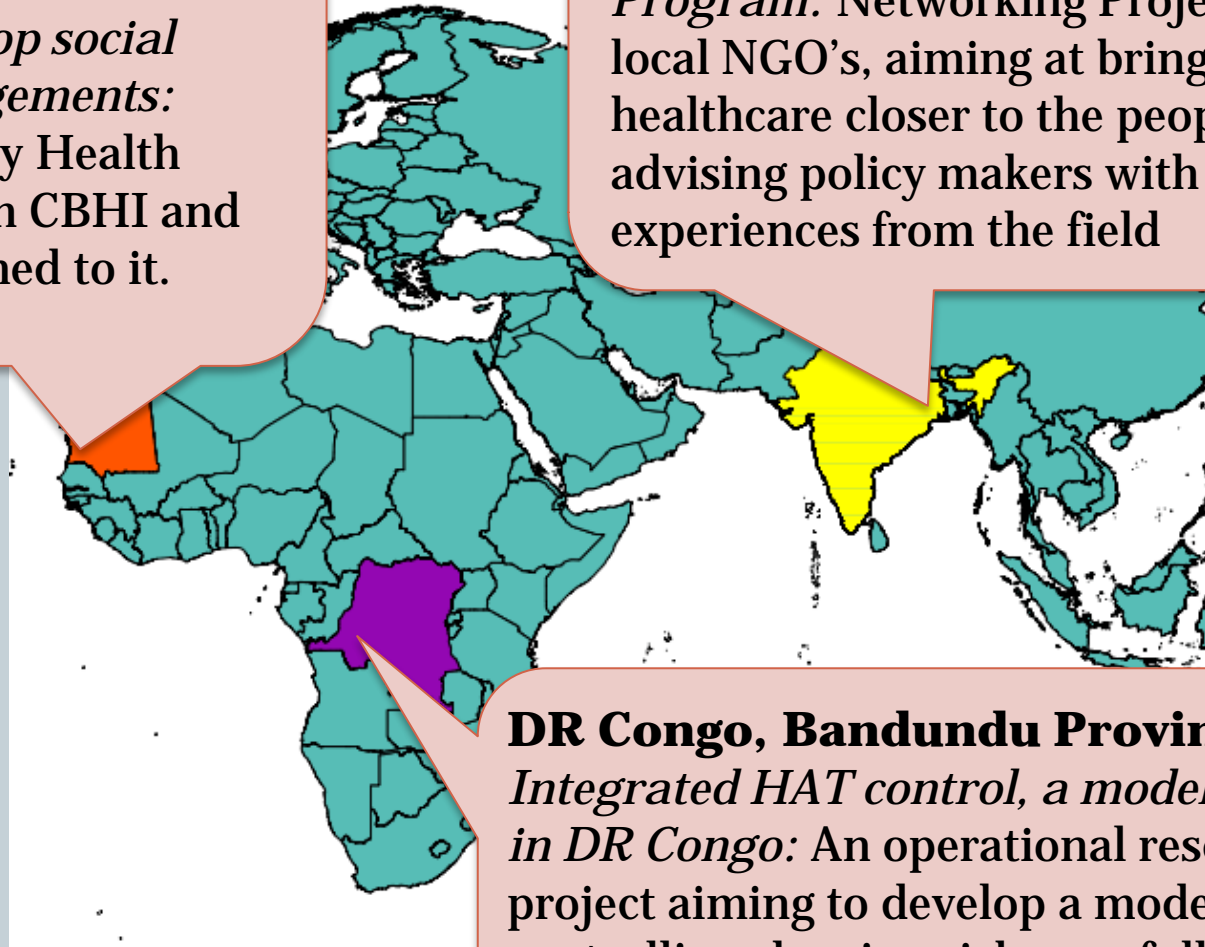 op social
gements:
y Health
n CBHI and
ned to it.
Program: Networking Proje
local NGO's, aiming at bring
healthcare closer to the peop
advising policy makers with
experiences from the field
DR Congo, Bandundu Provin
Integrated HAT control, a model
in DR Congo: An operational rese
project aiming to develop a mode